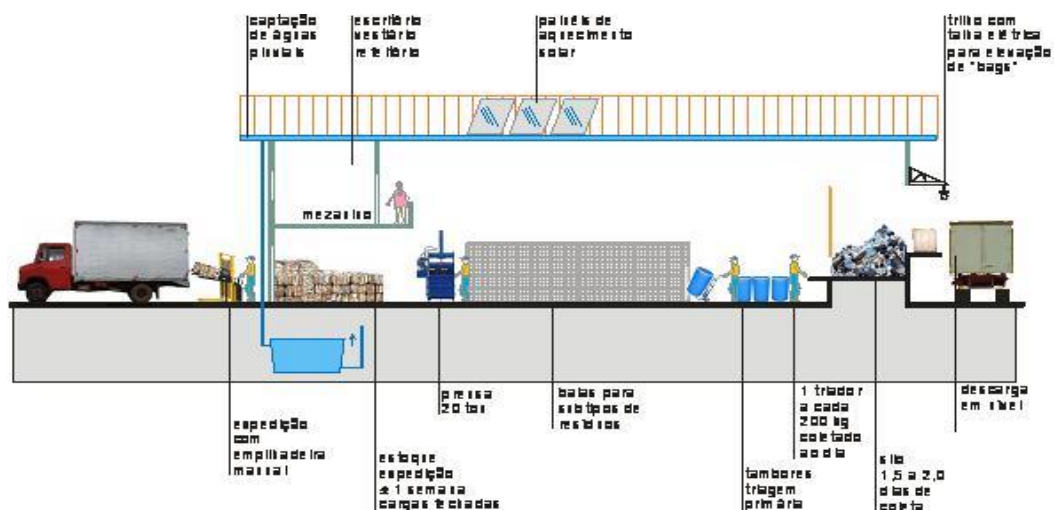 captação
de águas
pluviais
escritório
vestiário
refeitório
painéis de
aquecimento
solar
trilho com
talha elétrica
para elevação
de "bags"
mezanino
expedição
com
empilhadeira
manual
estoque
expedição
± 1 semana
cargas fechadas
prensa
20 ton
baias para
subtipos de
resíduos
tambores
triagem
primária
1 triador
a cada
200 kg
coletado
ao dia
silo
1,5 a 2,0
dias de
coleta
descarga
em nível